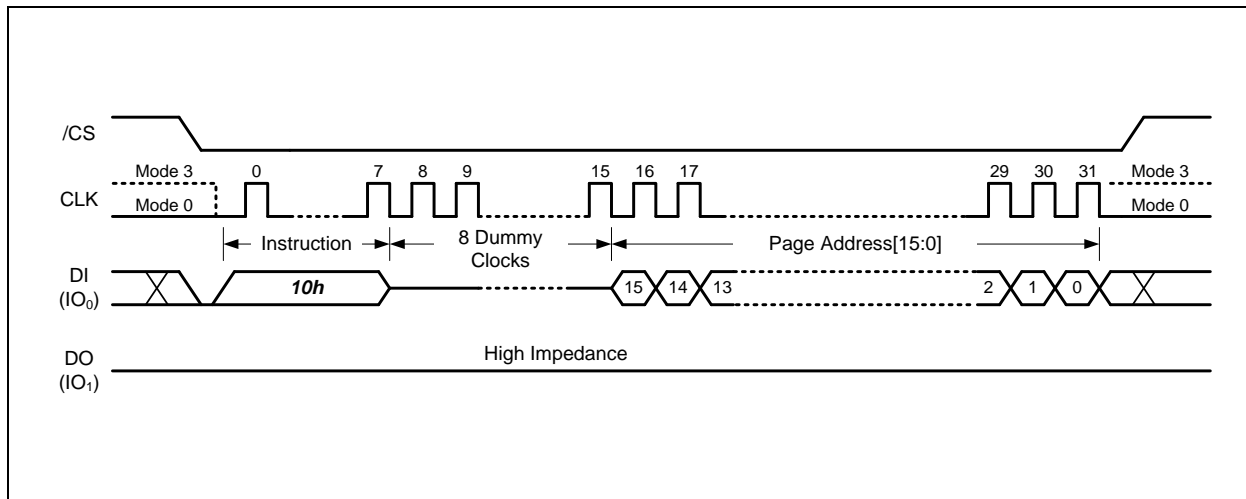 /CS
Mode 3 0 7 8 9 15 16 17 29 30 31 Mode 3
CLK
Mode 0 Mode 0
Instruction 8 Dummy Clocks Page Address[15:0]
DI
(IO₀)
10h 15 14 13 2 1 0
High Impedance
DO
(IO₁)